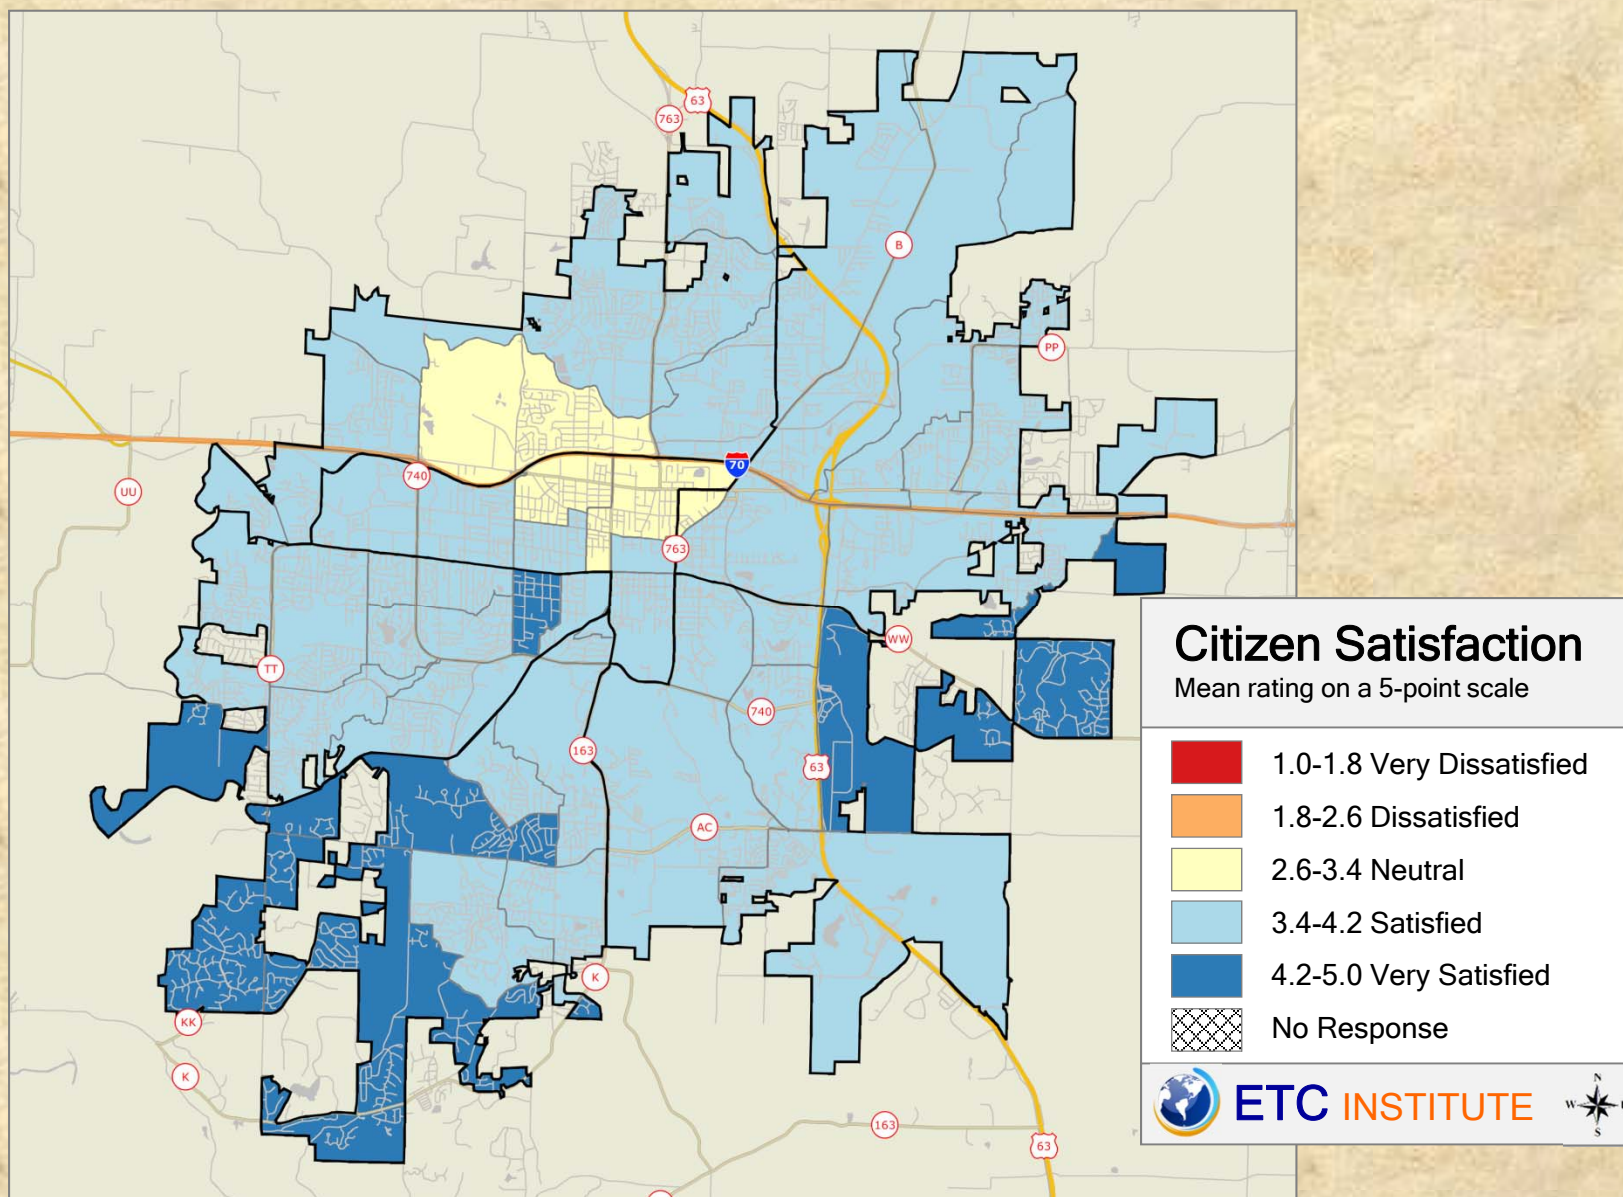 63
763
B
PP
70
740
UU
763
WW
TT
740
163
63
AC
K
KK
K
163
63
Citizen Satisfaction
Mean rating on a 5-point scale
1.0-1.8 Very Dissatisfied
1.8-2.6 Dissatisfied
2.6-3.4 Neutral
3.4-4.2 Satisfied
4.2-5.0 Very Satisfied
No Response
ETC INSTITUTE
N
W
S